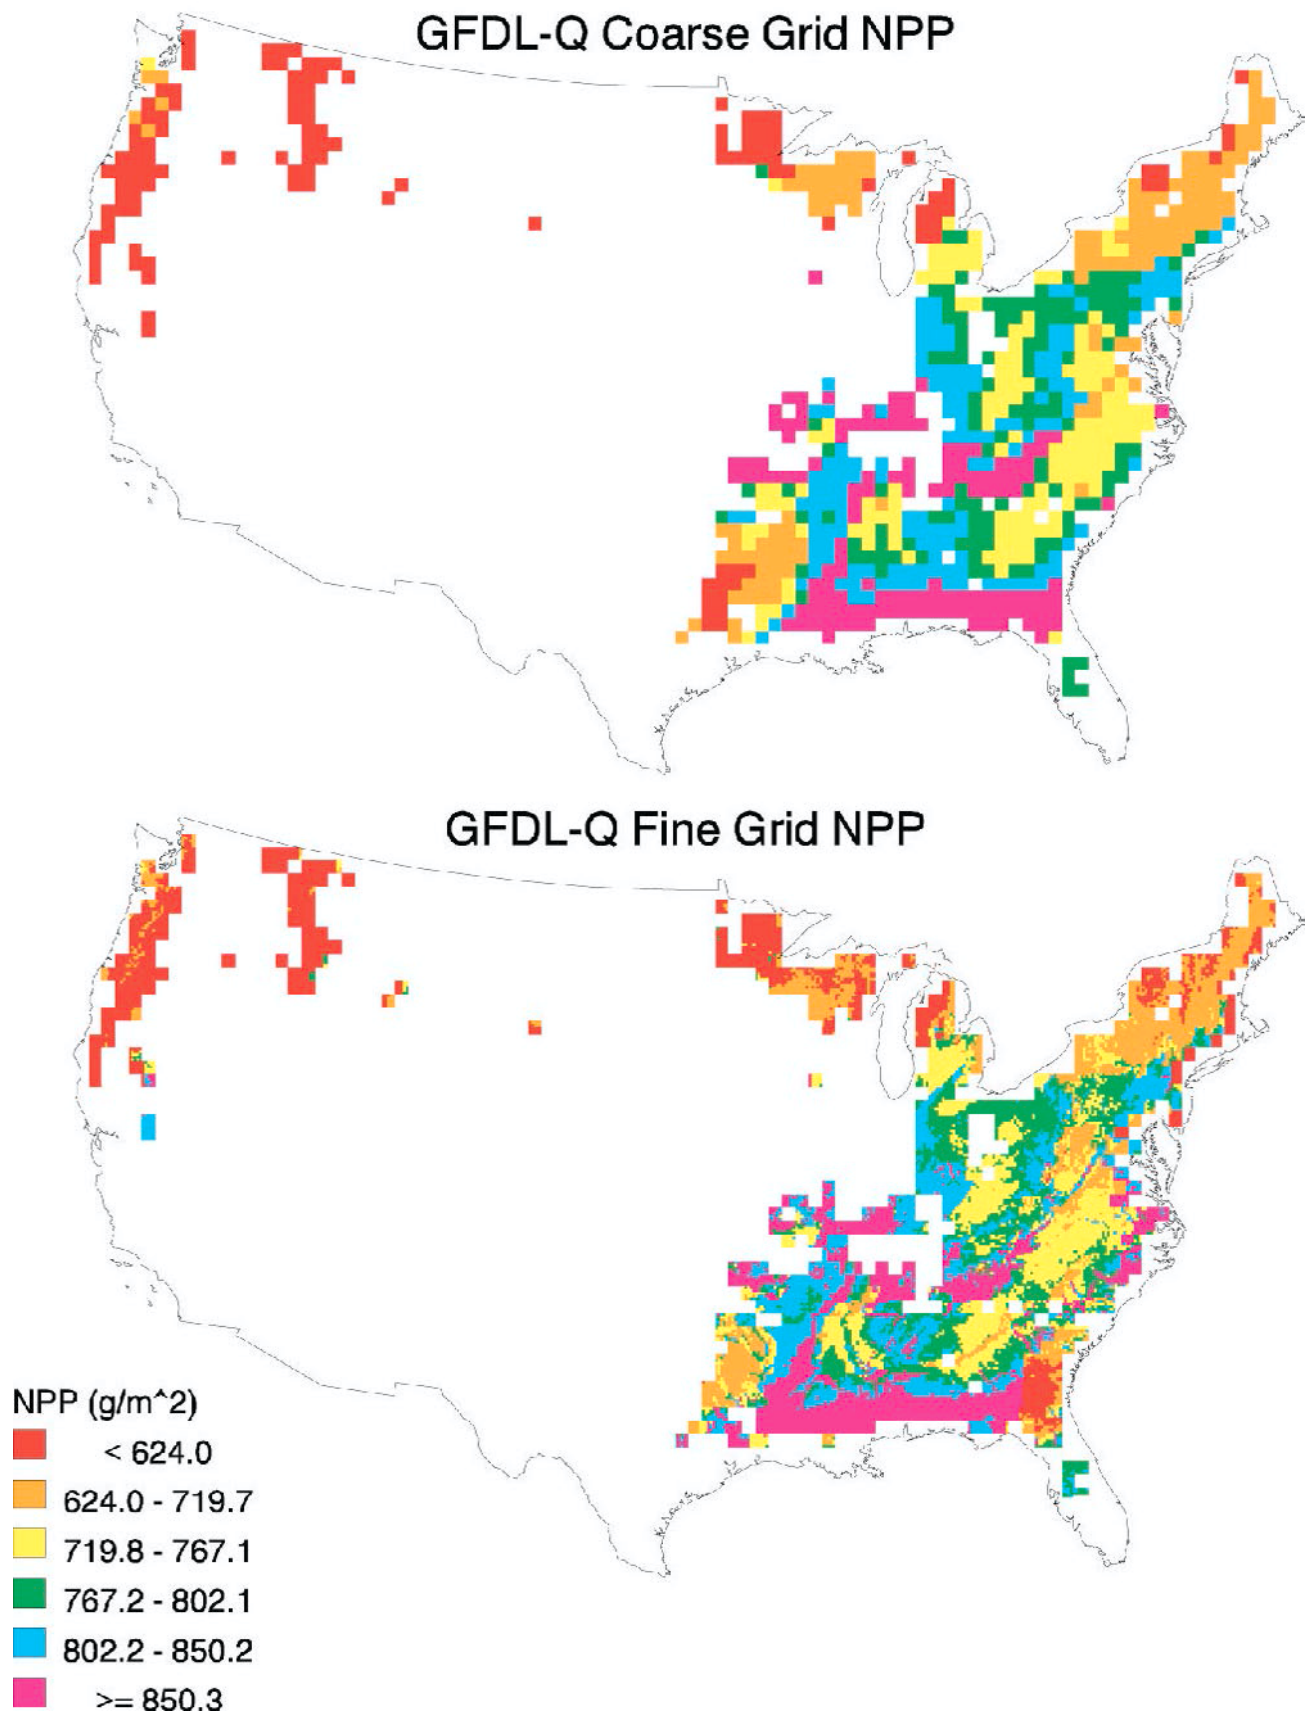 GFDL-Q Coarse Grid NPP
GFDL-Q Fine Grid NPP
NPP (g/m^2)
< 624.0
624.0 - 719.7
719.8 - 767.1
767.2 - 802.1
802.2 - 850.2
>= 850.3